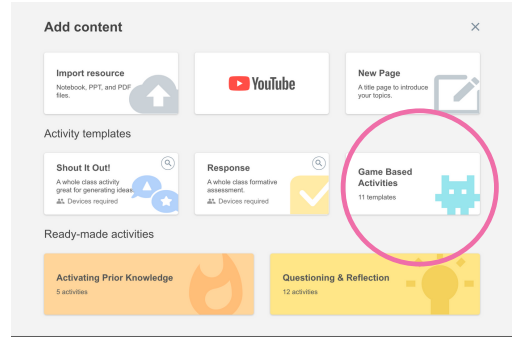 Add content
Import resource
Notebook, PPT, and PDF
files.
YouTube
New Page
A title page to introduce
your topics.
Activity templates
Shout It Out!
A whole class activity
great for generating ideas
Devices required
Response
A whole class formative
assessment.
Devices required
Game Based
Activities
11 templates
Ready-made activities
Activating Prior Knowledge
5 activities
Questioning & Reflection
12 activities